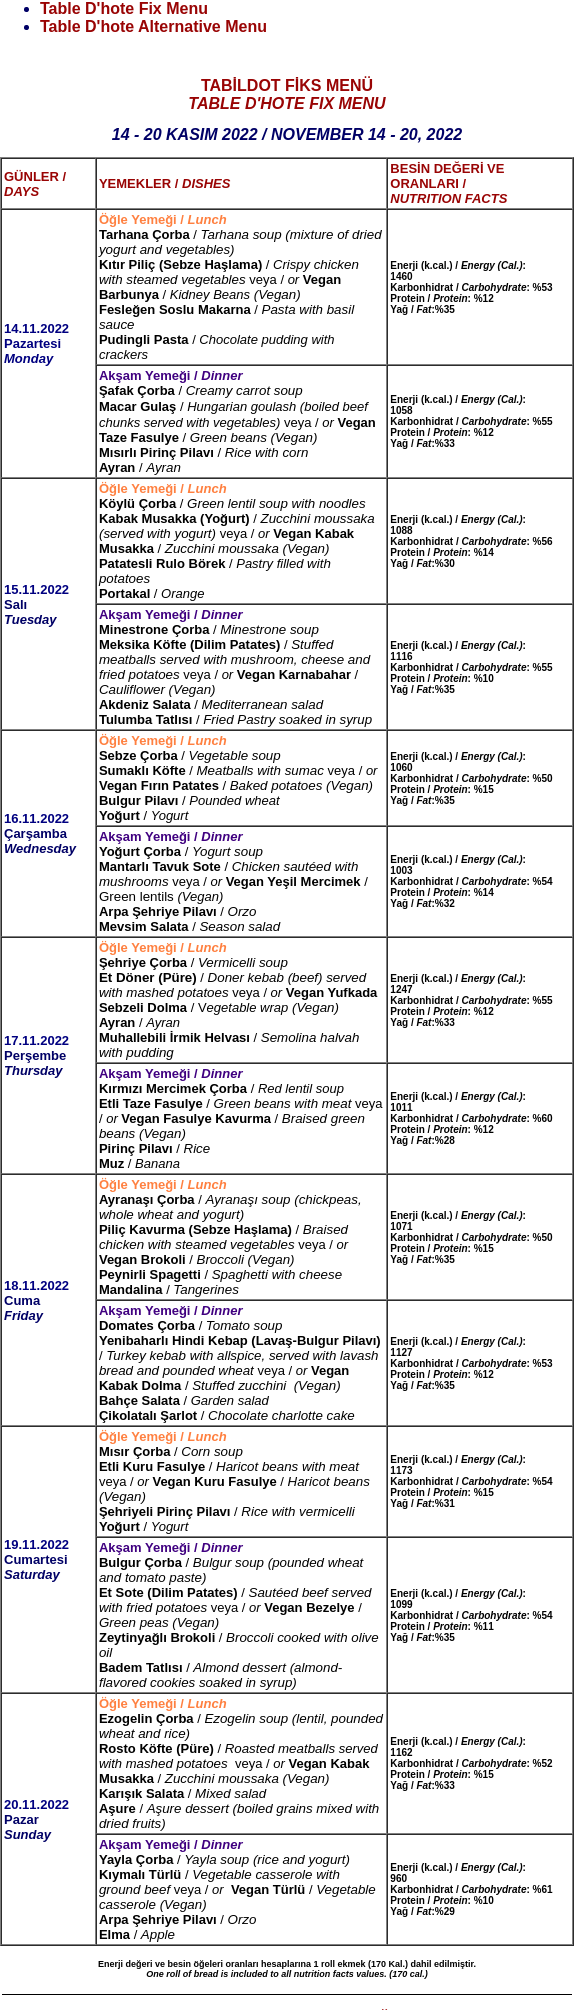 Table D'hote Fix Menu
Table D'hote Alternative Menu
TABİLDOT FİKS MENÜ
TABLE D'HOTE FIX MENU
14 - 20 KASIM 2022 / NOVEMBER 14 - 20, 2022
GÜNLER /
DAYS
YEMEKLER / DISHES
BESİN DEĞERİ VE
ORANLARI /
NUTRITION FACTS
14.11.2022
Pazartesi
Monday
Öğle Yemeği / Lunch
Tarhana Çorba / Tarhana soup (mixture of dried
yogurt and vegetables)
Kıtır Piliç (Sebze Haşlama) / Crispy chicken
with steamed vegetables veya / or Vegan
Barbunya / Kidney Beans (Vegan)
Fesleğen Soslu Makarna / Pasta with basil
sauce
Pudingli Pasta / Chocolate pudding with
crackers
Enerji (k.cal.) / Energy (Cal.):
1460
Karbonhidrat / Carbohydrate: %53
Protein / Protein: %12
Yağ / Fat:%35
Akşam Yemeği / Dinner
Şafak Çorba / Creamy carrot soup
Macar Gulaş / Hungarian goulash (boiled beef
chunks served with vegetables) veya / or Vegan
Taze Fasulye / Green beans (Vegan)
Mısırlı Pirinç Pilavı / Rice with corn
Ayran / Ayran
Enerji (k.cal.) / Energy (Cal.):
1058
Karbonhidrat / Carbohydrate: %55
Protein / Protein: %12
Yağ / Fat:%33
15.11.2022
Salı
Tuesday
Öğle Yemeği / Lunch
Köylü Çorba / Green lentil soup with noodles
Kabak Musakka (Yoğurt) / Zucchini moussaka
(served with yogurt) veya / or Vegan Kabak
Musakka / Zucchini moussaka (Vegan)
Patatesli Rulo Börek / Pastry filled with
potatoes
Portakal / Orange
Enerji (k.cal.) / Energy (Cal.):
1088
Karbonhidrat / Carbohydrate: %56
Protein / Protein: %14
Yağ / Fat:%30
Akşam Yemeği / Dinner
Minestrone Çorba / Minestrone soup
Meksika Köfte (Dilim Patates) / Stuffed
meatballs served with mushroom, cheese and
fried potatoes veya / or Vegan Karnabahar /
Cauliflower (Vegan)
Akdeniz Salata / Mediterranean salad
Tulumba Tatlısı / Fried Pastry soaked in syrup
Enerji (k.cal.) / Energy (Cal.):
1116
Karbonhidrat / Carbohydrate: %55
Protein / Protein: %10
Yağ / Fat:%35
16.11.2022
Çarşamba
Wednesday
Öğle Yemeği / Lunch
Sebze Çorba / Vegetable soup
Sumaklı Köfte / Meatballs with sumac veya / or
Vegan Fırın Patates / Baked potatoes (Vegan)
Bulgur Pilavı / Pounded wheat
Yoğurt / Yogurt
Enerji (k.cal.) / Energy (Cal.):
1060
Karbonhidrat / Carbohydrate: %50
Protein / Protein: %15
Yağ / Fat:%35
Akşam Yemeği / Dinner
Yoğurt Çorba / Yogurt soup
Mantarlı Tavuk Sote / Chicken sautéed with
mushrooms veya / or Vegan Yeşil Mercimek /
Green lentils (Vegan)
Arpa Şehriye Pilavı / Orzo
Mevsim Salata / Season salad
Enerji (k.cal.) / Energy (Cal.):
1003
Karbonhidrat / Carbohydrate: %54
Protein / Protein: %14
Yağ / Fat:%32
17.11.2022
Perşembe
Thursday
Öğle Yemeği / Lunch
Şehriye Çorba / Vermicelli soup
Et Döner (Püre) / Doner kebab (beef) served
with mashed potatoes veya / or Vegan Yufkada
Sebzeli Dolma / Vegetable wrap (Vegan)
Ayran / Ayran
Muhallebili İrmik Helvası / Semolina halvah
with pudding
Enerji (k.cal.) / Energy (Cal.):
1247
Karbonhidrat / Carbohydrate: %55
Protein / Protein: %12
Yağ / Fat:%33
Akşam Yemeği / Dinner
Kırmızı Mercimek Çorba / Red lentil soup
Etli Taze Fasulye / Green beans with meat veya
/ or Vegan Fasulye Kavurma / Braised green
beans (Vegan)
Pirinç Pilavı / Rice
Muz / Banana
Enerji (k.cal.) / Energy (Cal.):
1011
Karbonhidrat / Carbohydrate: %60
Protein / Protein: %12
Yağ / Fat:%28
18.11.2022
Cuma
Friday
Öğle Yemeği / Lunch
Ayranaşı Çorba / Ayranaşı soup (chickpeas,
whole wheat and yogurt)
Piliç Kavurma (Sebze Haşlama) / Braised
chicken with steamed vegetables veya / or
Vegan Brokoli / Broccoli (Vegan)
Peynirli Spagetti / Spaghetti with cheese
Mandalina / Tangerines
Enerji (k.cal.) / Energy (Cal.):
1071
Karbonhidrat / Carbohydrate: %50
Protein / Protein: %15
Yağ / Fat:%35
Akşam Yemeği / Dinner
Domates Çorba / Tomato soup
Yenibaharlı Hindi Kebap (Lavaş-Bulgur Pilavı)
/ Turkey kebab with allspice, served with lavash
bread and pounded wheat veya / or Vegan
Kabak Dolma / Stuffed zucchini (Vegan)
Bahçe Salata / Garden salad
Çikolatalı Şarlot / Chocolate charlotte cake
Enerji (k.cal.) / Energy (Cal.):
1127
Karbonhidrat / Carbohydrate: %53
Protein / Protein: %12
Yağ / Fat:%35
19.11.2022
Cumartesi
Saturday
Öğle Yemeği / Lunch
Mısır Çorba / Corn soup
Etli Kuru Fasulye / Haricot beans with meat
veya / or Vegan Kuru Fasulye / Haricot beans
(Vegan)
Şehriyeli Pirinç Pilavı / Rice with vermicelli
Yoğurt / Yogurt
Enerji (k.cal.) / Energy (Cal.):
1173
Karbonhidrat / Carbohydrate: %54
Protein / Protein: %15
Yağ / Fat:%31
Akşam Yemeği / Dinner
Bulgur Çorba / Bulgur soup (pounded wheat
and tomato paste)
Et Sote (Dilim Patates) / Sautéed beef served
with fried potatoes veya / or Vegan Bezelye /
Green peas (Vegan)
Zeytinyağlı Brokoli / Broccoli cooked with olive
oil
Badem Tatlısı / Almond dessert (almond-
flavored cookies soaked in syrup)
Enerji (k.cal.) / Energy (Cal.):
1099
Karbonhidrat / Carbohydrate: %54
Protein / Protein: %11
Yağ / Fat:%35
20.11.2022
Pazar
Sunday
Öğle Yemeği / Lunch
Ezogelin Çorba / Ezogelin soup (lentil, pounded
wheat and rice)
Rosto Köfte (Püre) / Roasted meatballs served
with mashed potatoes veya / or Vegan Kabak
Musakka / Zucchini moussaka (Vegan)
Karışık Salata / Mixed salad
Aşure / Aşure dessert (boiled grains mixed with
dried fruits)
Enerji (k.cal.) / Energy (Cal.):
1162
Karbonhidrat / Carbohydrate: %52
Protein / Protein: %15
Yağ / Fat:%33
Akşam Yemeği / Dinner
Yayla Çorba / Yayla soup (rice and yogurt)
Kıymalı Türlü / Vegetable casserole with
ground beef veya / or Vegan Türlü / Vegetable
casserole (Vegan)
Arpa Şehriye Pilavı / Orzo
Elma / Apple
Enerji (k.cal.) / Energy (Cal.):
960
Karbonhidrat / Carbohydrate: %61
Protein / Protein: %10
Yağ / Fat:%29
Enerji değeri ve besin öğeleri oranları hesaplarına 1 roll ekmek (170 Kal.) dahil edilmiştir.
One roll of bread is included to all nutrition facts values. (170 cal.)